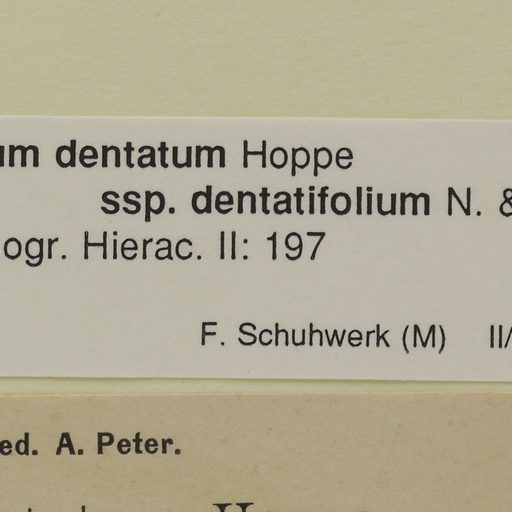 um dentatum Hoppe
ssp. dentatifolium N. &
ogr. Hierac. II: 197
F. Schuhwerk (M) II/
ed. A. Peter.